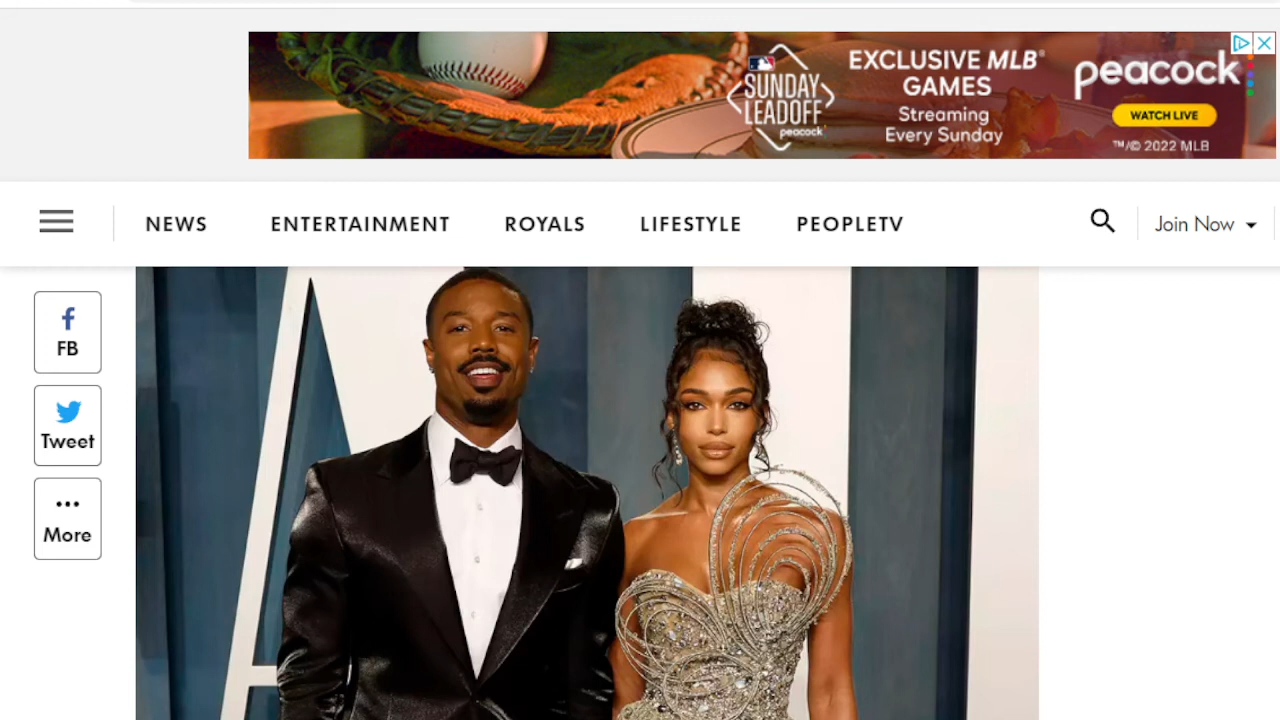 EXCLUSIVE MLB®
GAMES
Streaming
Every Sunday
SUNDAY
LEADOFF
peacock
peacock
WATCH LIVE
™/© 2022 MLB
NEWS
ENTERTAINMENT
ROYALS
LIFESTYLE
PEOPLETV
Join Now
FB
Tweet
More